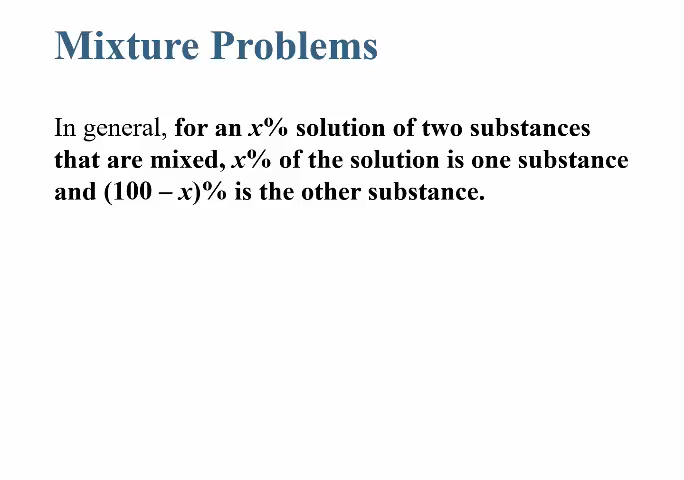 Mixture Problems
In general, for an x% solution of two substances
that are mixed, x% of the solution is one substance
and (100 – x)% is the other substance.